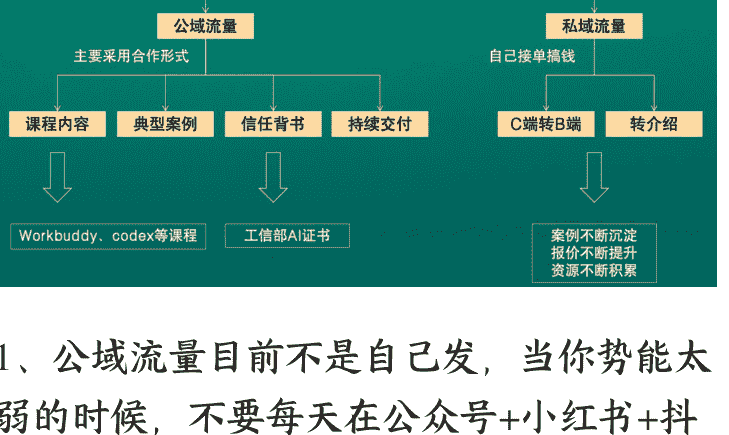 公域流量
私域流量
主要采用合作形式
自己接单搞钱
课程内容
典型案例
信任背书
持续交付
C端转B端
转介绍
Workbuddy、codex等课程
工信部AI证书
案例不断沉淀
报价不断提升
资源不断积累
1、公域流量目前不是自己发，当你势能太
弱的时候，不要每天在公众号+小红书+抖